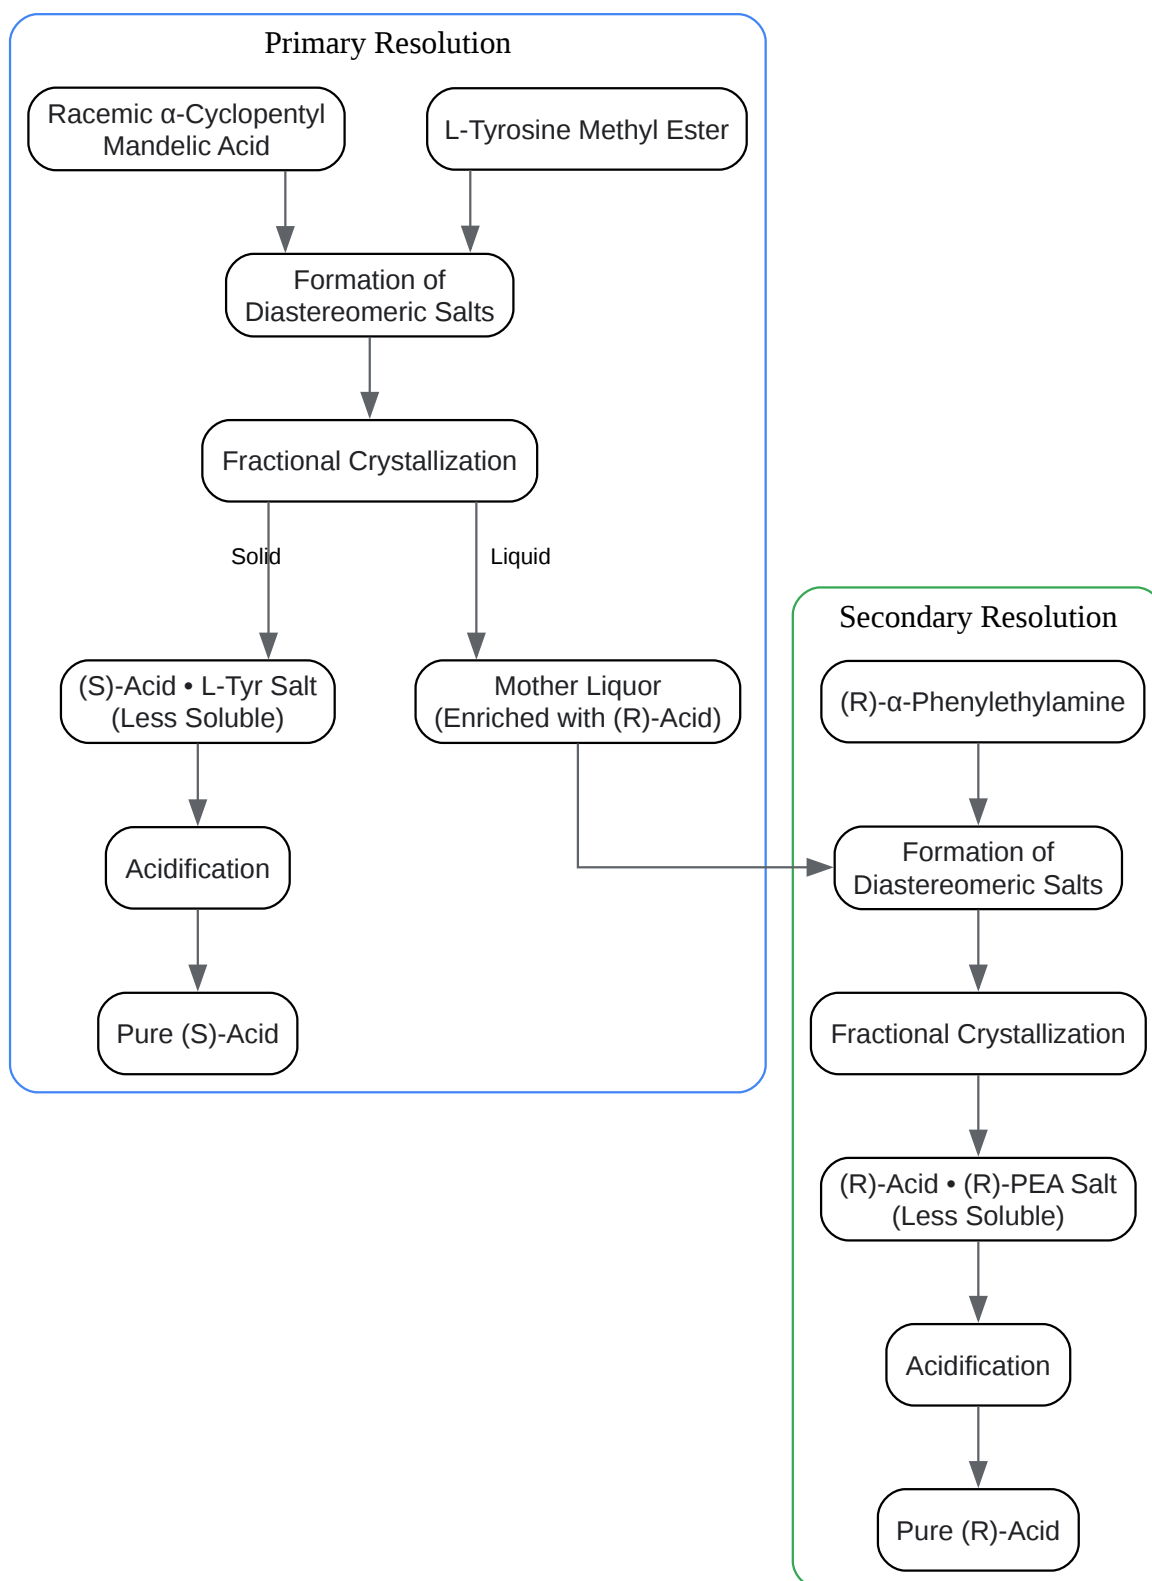 Primary Resolution
Racemic α-Cyclopentyl
Mandelic Acid
L-Tyrosine Methyl Ester
Formation of
Diastereomeric Salts
Fractional Crystallization
Solid
Liquid
(S)-Acid • L-Tyr Salt
(Less Soluble)
Mother Liquor
(Enriched with (R)-Acid)
Acidification
Pure (S)-Acid
Secondary Resolution
(R)-α-Phenylethylamine
Formation of
Diastereomeric Salts
Fractional Crystallization
(R)-Acid • (R)-PEA Salt
(Less Soluble)
Acidification
Pure (R)-Acid